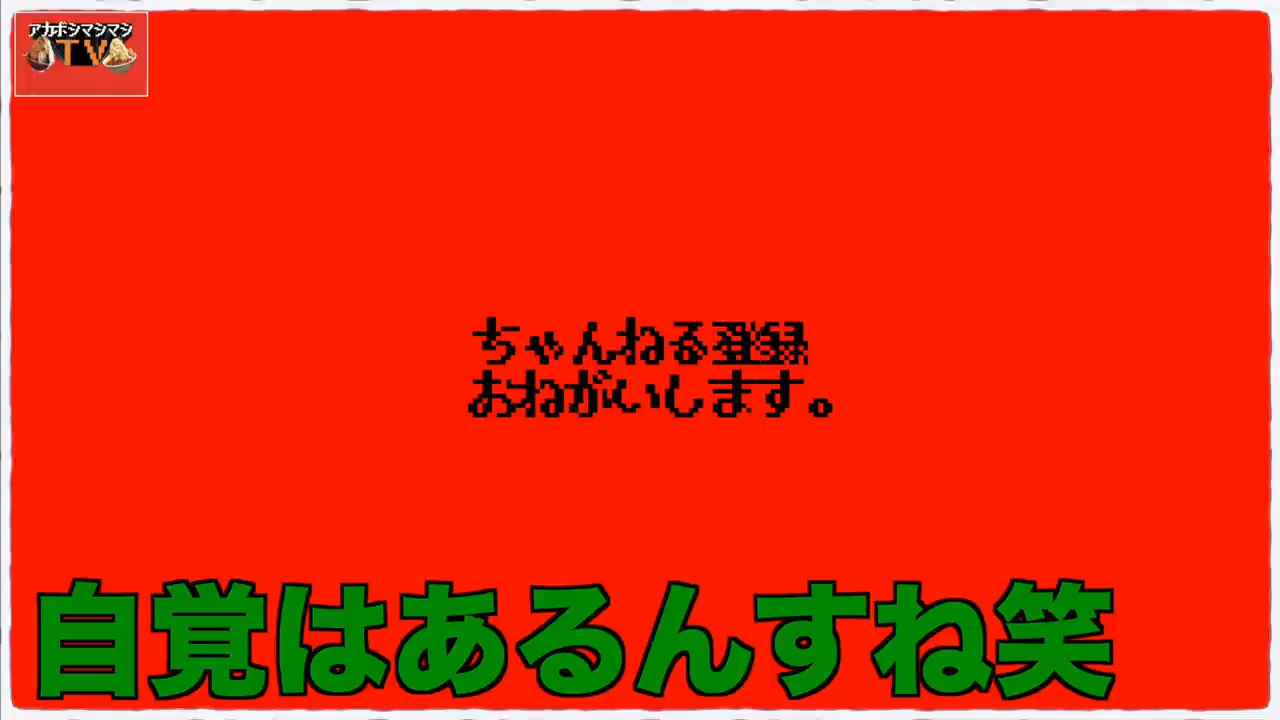 アカボシマシマシ
TV
ちゃんねる登録
おねがいします。
自覚はあるんすね笑